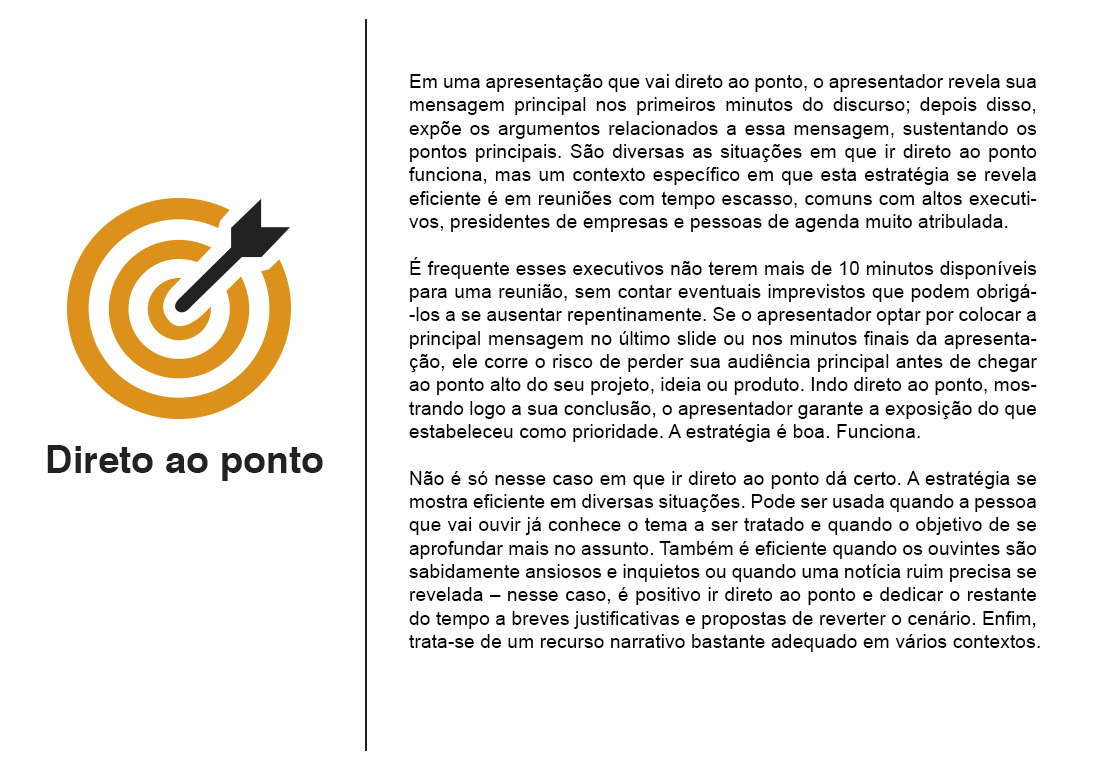 Direto ao ponto
Em uma apresentação que vai direto ao ponto, o apresentador revela sua
mensagem principal nos primeiros minutos do discurso; depois disso,
expõe os argumentos relacionados a essa mensagem, sustentando os
pontos principais. São diversas as situações em que ir direto ao ponto
funciona, mas um contexto específico em que esta estratégia se revela
eficiente é em reuniões com tempo escasso, comuns com altos executi-
vos, presidentes de empresas e pessoas de agenda muito atribulada.
É frequente esses executivos não terem mais de 10 minutos disponíveis
para uma reunião, sem contar eventuais imprevistos que podem obrigá-
-los a se ausentar repentinamente. Se o apresentador optar por colocar a
principal mensagem no último slide ou nos minutos finais da apresenta-
ção, ele corre o risco de perder sua audiência principal antes de chegar
ao ponto alto do seu projeto, ideia ou produto. Indo direto ao ponto, mos-
trando logo a sua conclusão, o apresentador garante a exposição do que
estabeleceu como prioridade. A estratégia é boa. Funciona.
Não é só nesse caso em que ir direto ao ponto dá certo. A estratégia se
mostra eficiente em diversas situações. Pode ser usada quando a pessoa
que vai ouvir já conhece o tema a ser tratado e quando o objetivo de se
aprofundar mais no assunto. Também é eficiente quando os ouvintes são
sabidamente ansiosos e inquietos ou quando uma notícia ruim precisa se
revelada – nesse caso, é positivo ir direto ao ponto e dedicar o restante
do tempo a breves justificativas e propostas de reverter o cenário. Enfim,
trata-se de um recurso narrativo bastante adequado em vários contextos.